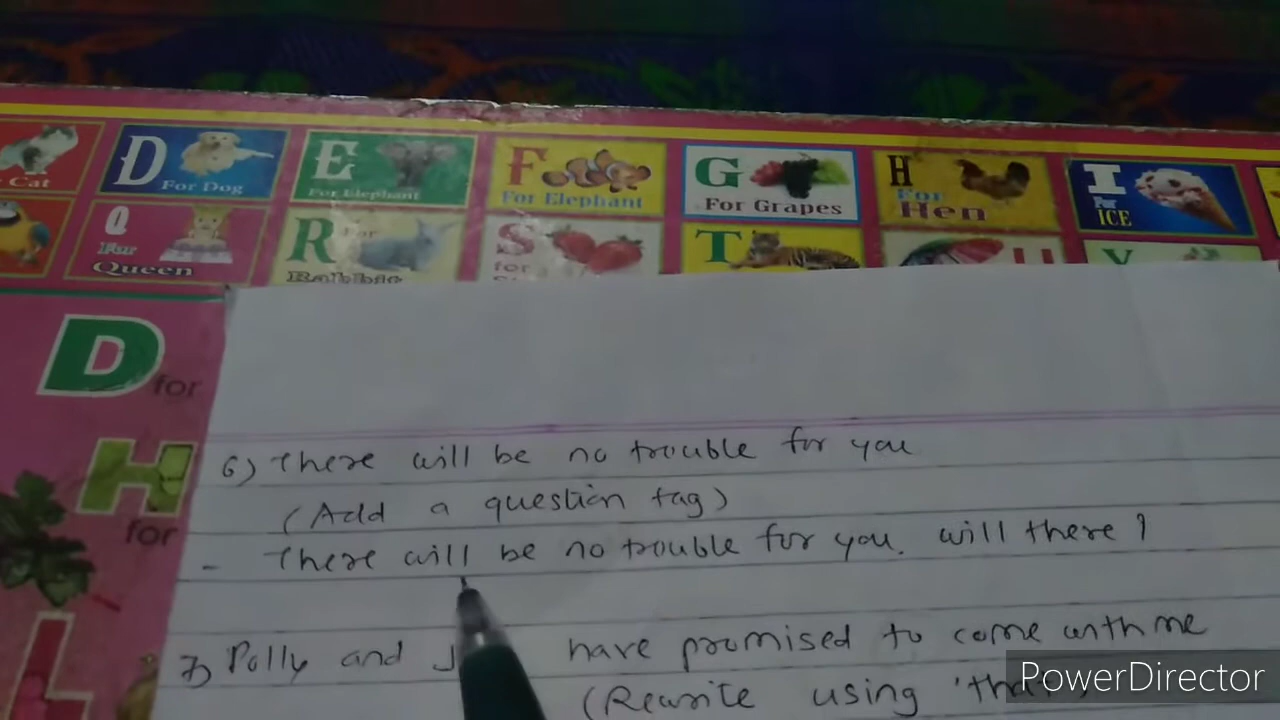 Cat
D For Dog
E For Elephant
F For Elephant
G For Grapes
H For Hen
I For ICE
Q For Queen
R For
S for
T
D for
H for
L
6) There will be no trouble for you
(Add a question tag)
- There will be no trouble for you. will there?
7) Polly and have promised to come with me
(Rewrite using
PowerDirector